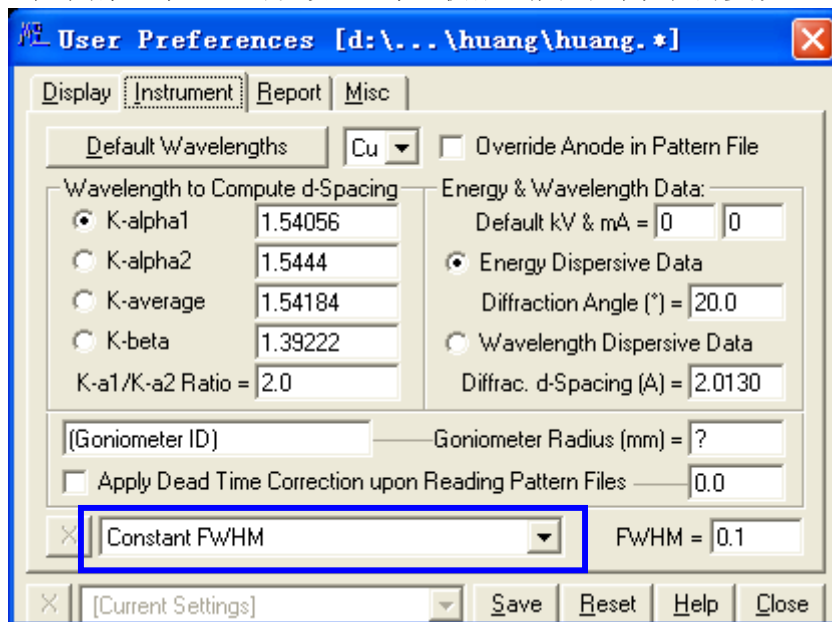 User Preferences [d:\...\huang\huang.*]
Display Instrument Report Misc
Default Wavelengths Cu Override Anode in Pattern File
Wavelength to Compute d-Spacing Energy & Wavelength Data:
K-alpha1 1.54056 Default kV & mA = 0 0
K-alpha2 1.5444 Energy Dispersive Data
K-average 1.54184 Diffraction Angle (°) = 20.0
K-beta 1.39222 Wavelength Dispersive Data
K-a1/K-a2 Ratio = 2.0 Diffrac. d-Spacing (A) = 2.0130
(Goniometer ID) Goniometer Radius (mm) = ?
Apply Dead Time Correction upon Reading Pattern Files 0.0
Constant FWHM FWHM = 0.1
[Current Settings] Save Reset Help Close